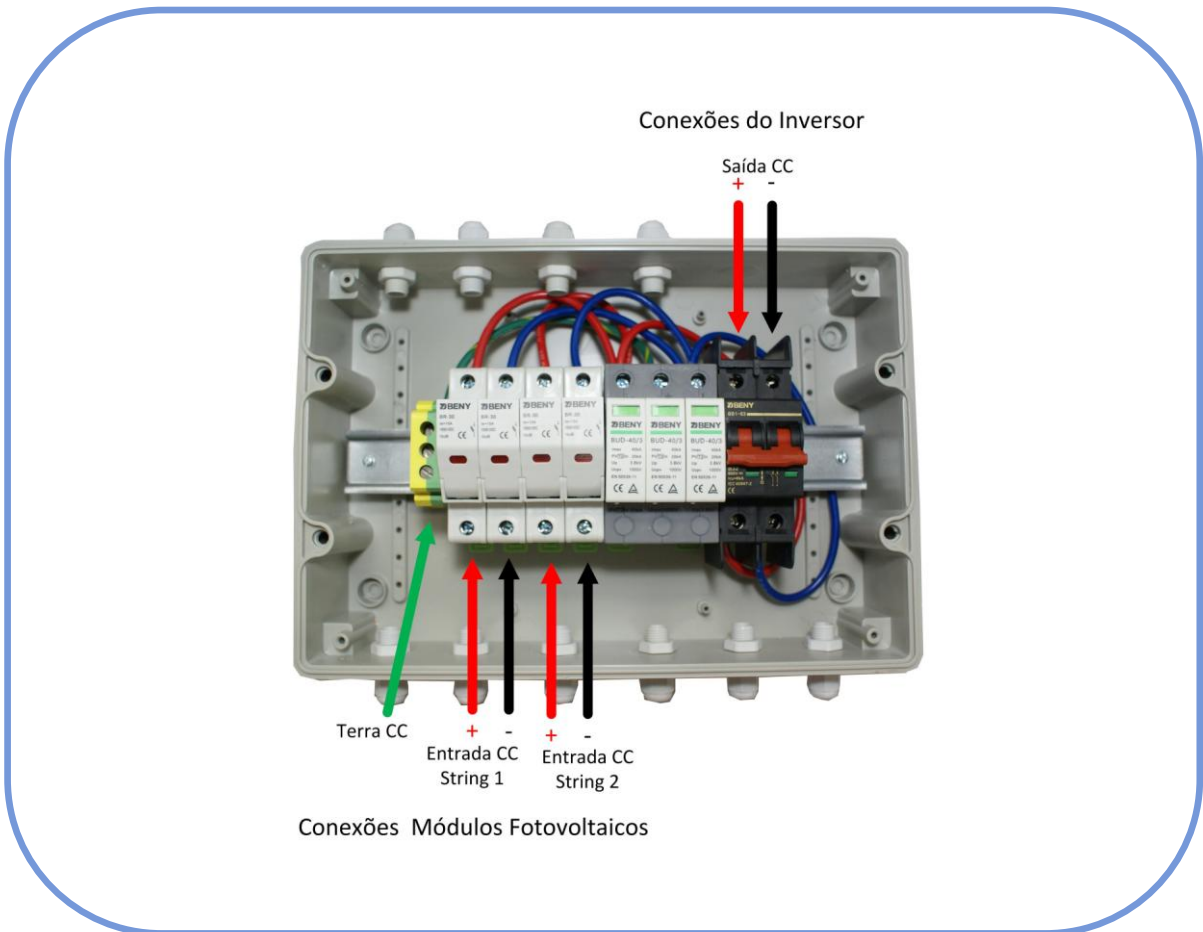 Conexões do Inversor
Saída CC
+ -
BENY BENY BENY BENY
BENY BENY BENY BENY
BUD-40/3 BUD-40/3 BUD-40/3
Terra CC
+ - + -
Entrada CC Entrada CC
String 1 String 2
Conexões Módulos Fotovoltaicos